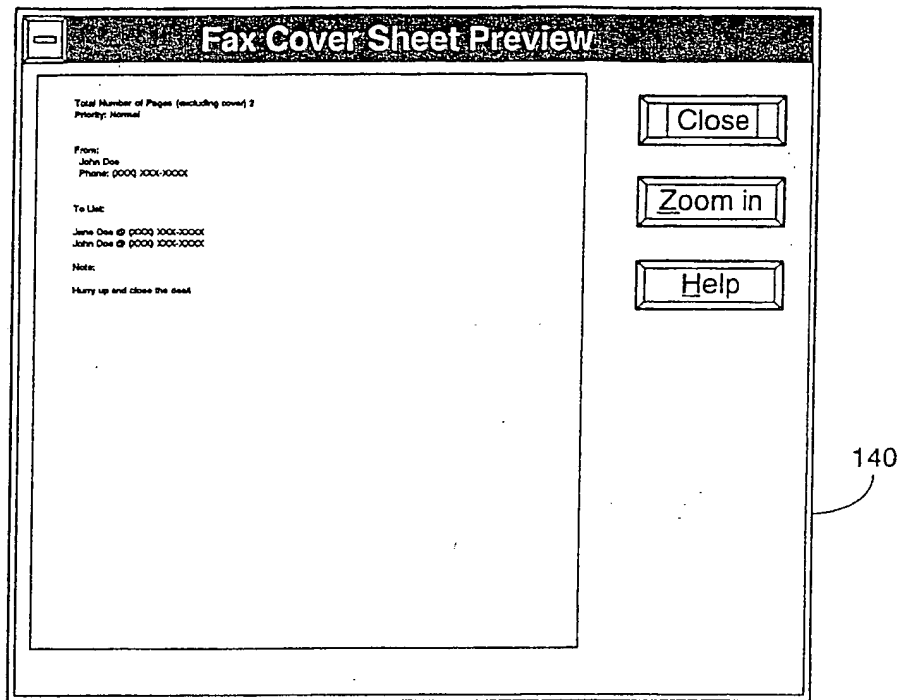 Fax Cover Sheet Preview
Total Number of Pages (excluding cover) 2
Priority: Normal
From:
John Doe
Phone: (XXX) XXX-XXXX
To List:
Jane Doe @ (XXX) XXX-XXXX
John Doe @ (XXX) XXX-XXXX
Note:
Hurry up and close the deal!
Close
Zoom in
Help
140